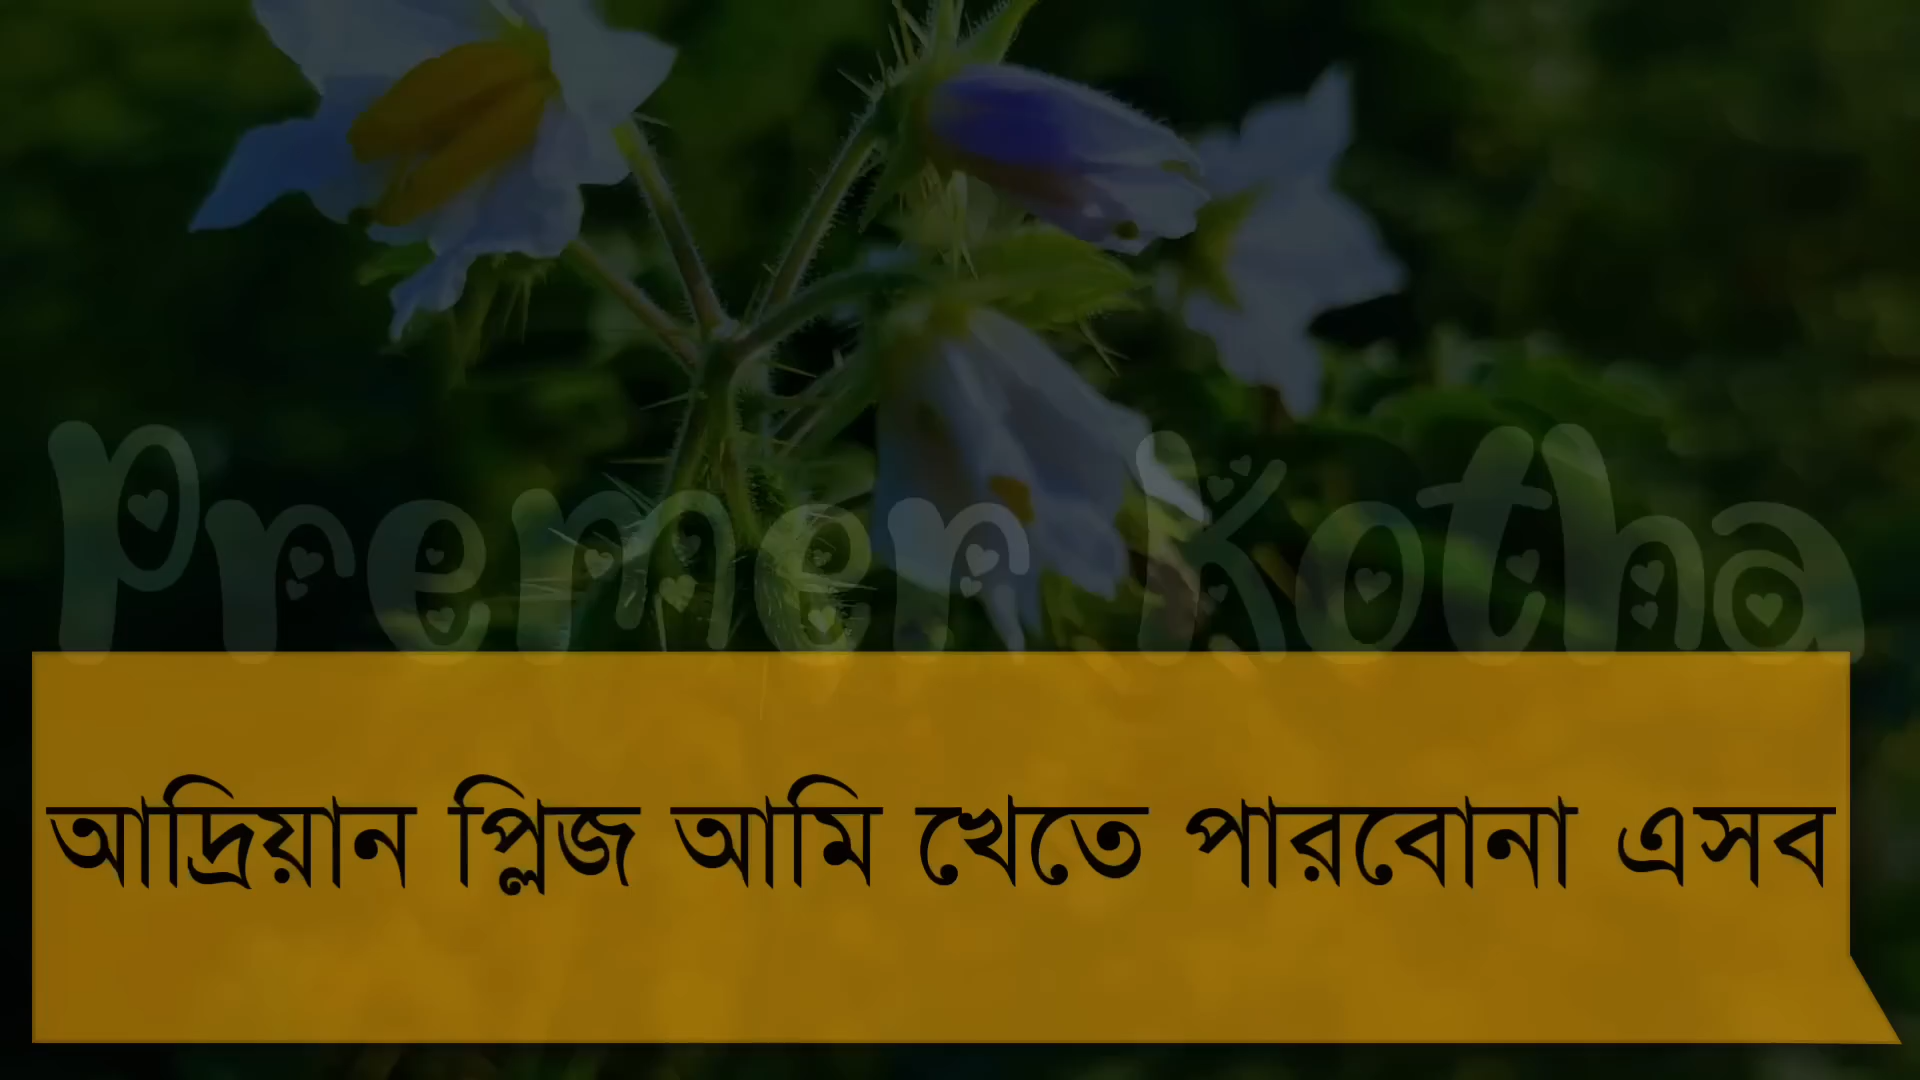 Premer Kotha
আদ্রিয়ান প্লিজ আমি খেতে পারবোনা এসব